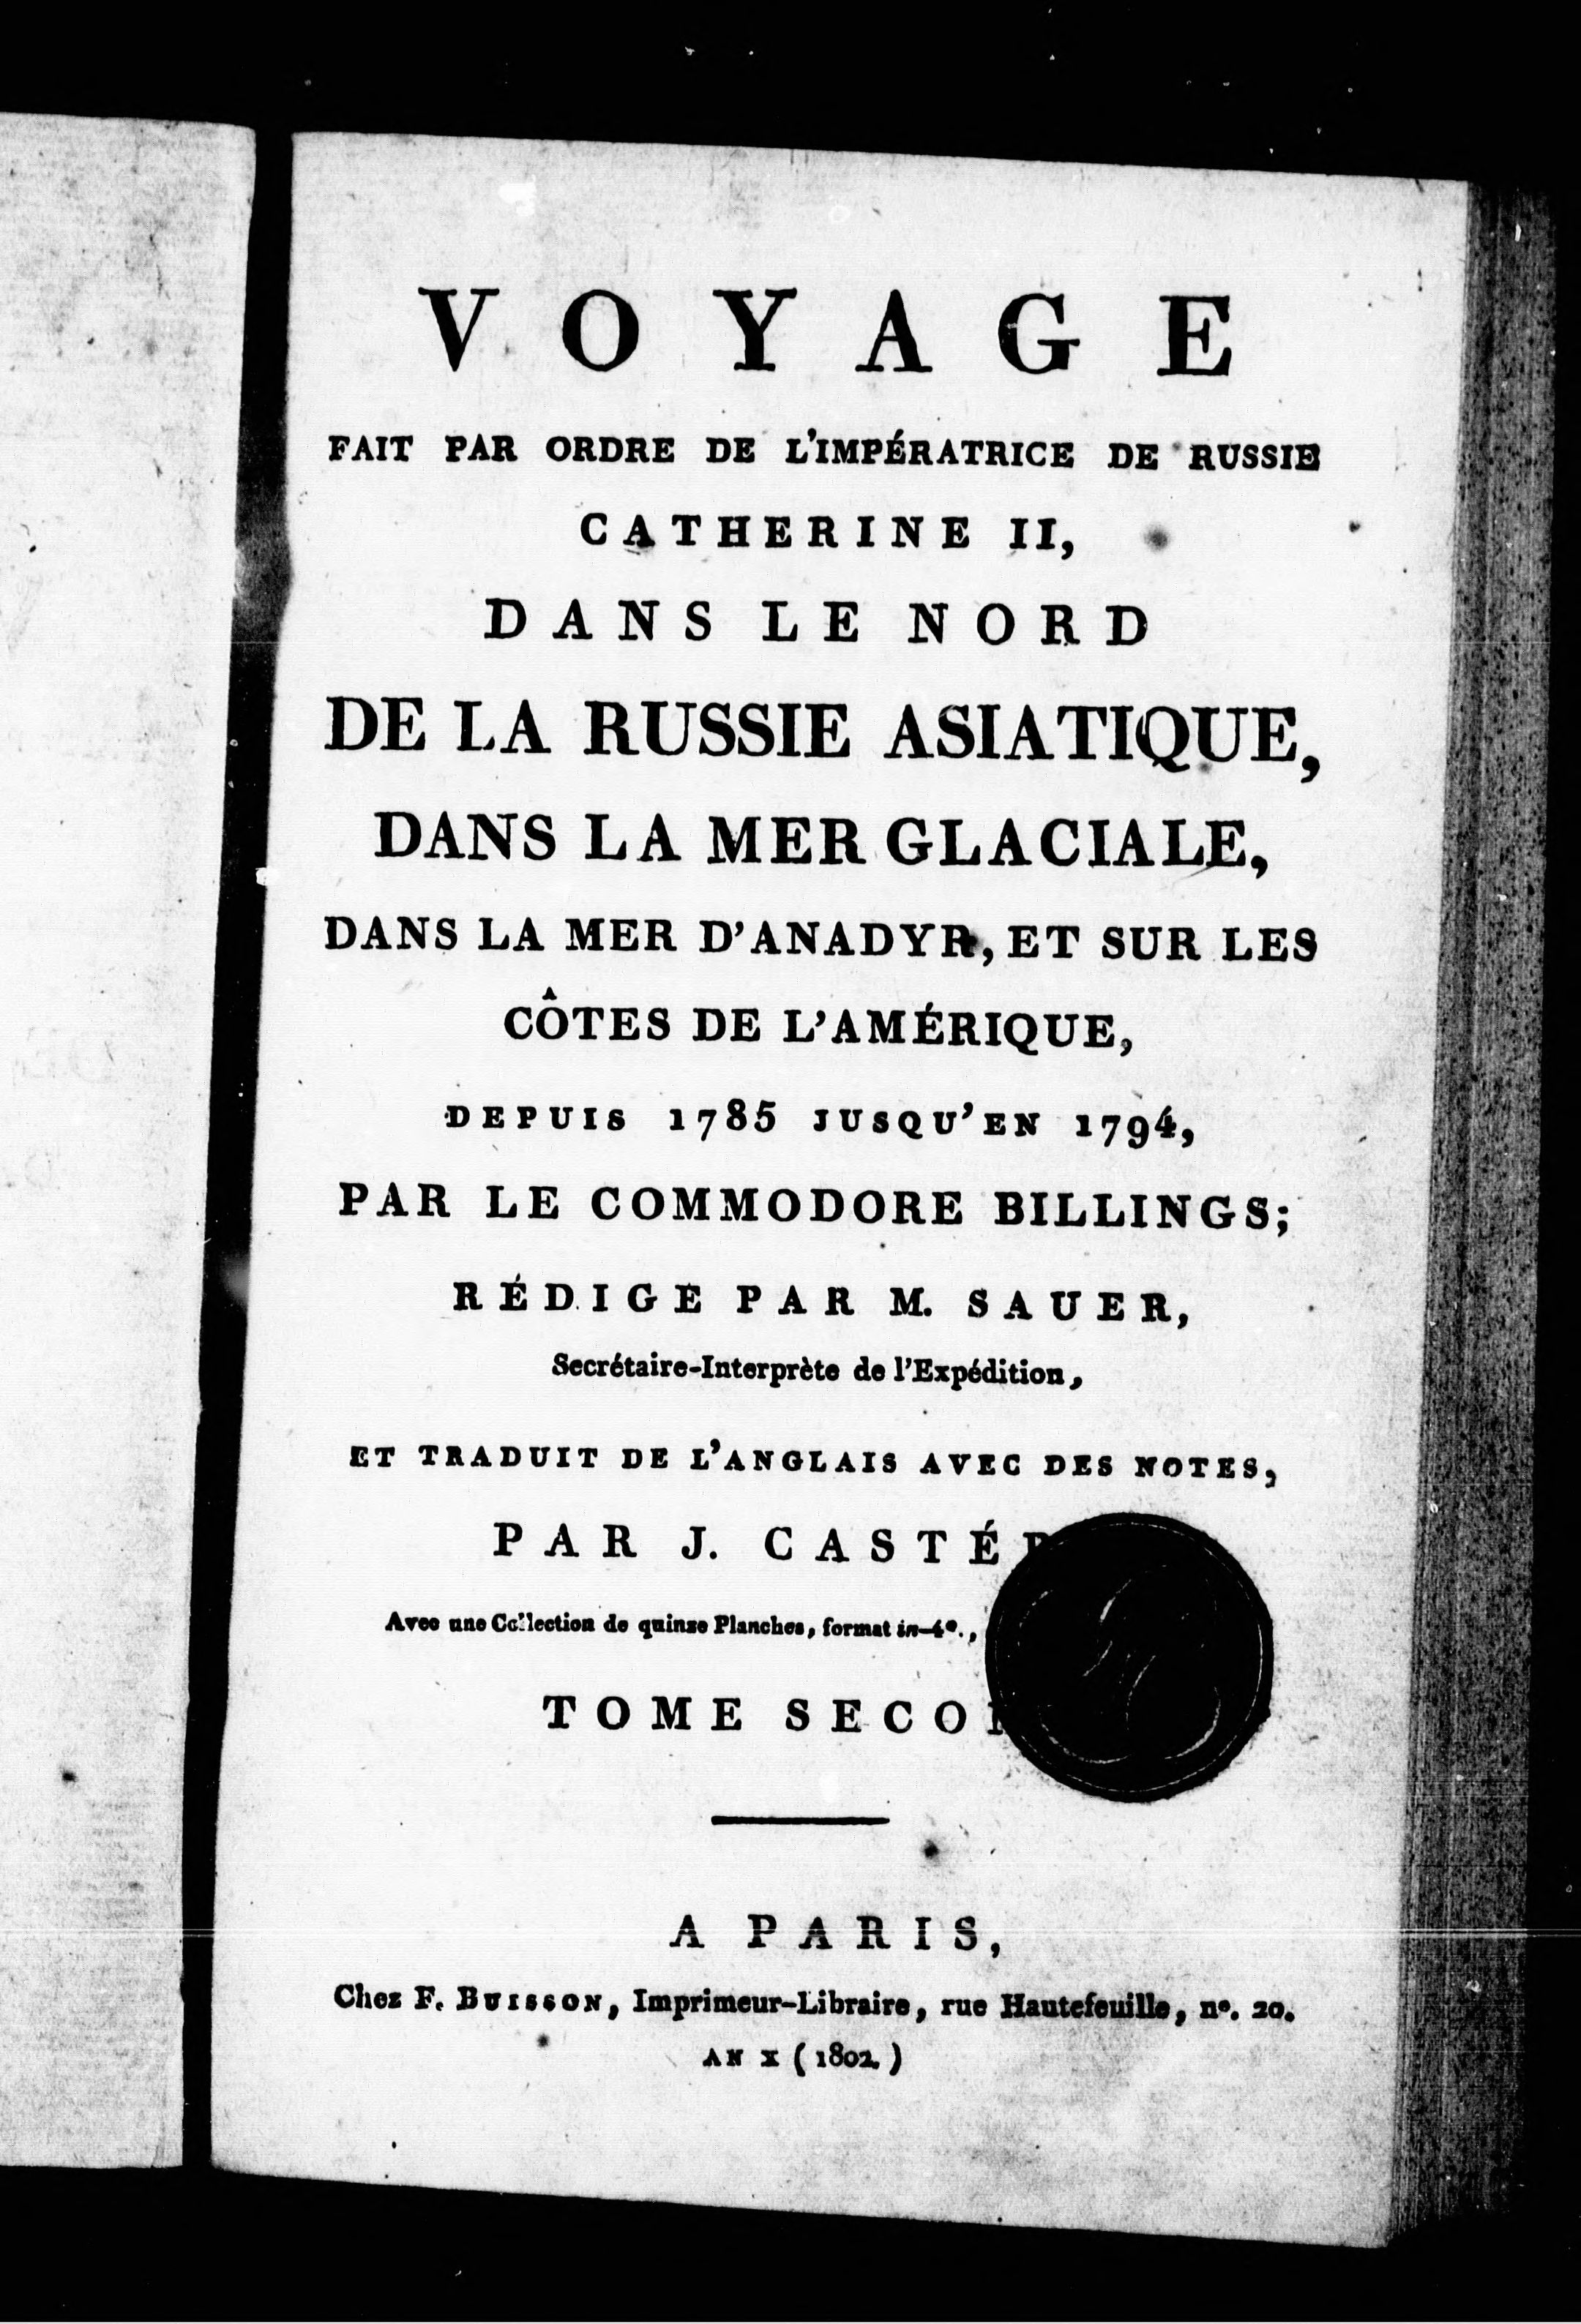 VOYAGE
FAIT PAR ORDRE DE L'IMPÉRATRICE DE RUSSIE
CATHERINE II,
DANS LE NORD
DE LA RUSSIE ASIATIQUE,
DANS LA MER GLACIALE,
DANS LA MER D'ANADYR, ET SUR LES
CÔTES DE L'AMÉRIQUE,
DEPUIS 1785 JUSQU'EN 1794,
PAR LE COMMODORE BILLINGS;
RÉDIGÉ PAR M. SAUER,
Secrétaire-Interprète de l'Expédition,
ET TRADUIT DE L'ANGLAIS AVEC DES NOTES,
PAR J.
Avec une Collection de quinze Planches, format in-4°.,
TOME
A PARIS,
Chez F. BUISSON, Imprimeur-Libraire, rue Hautefeuille, n°. 20.
AN X (1802.)